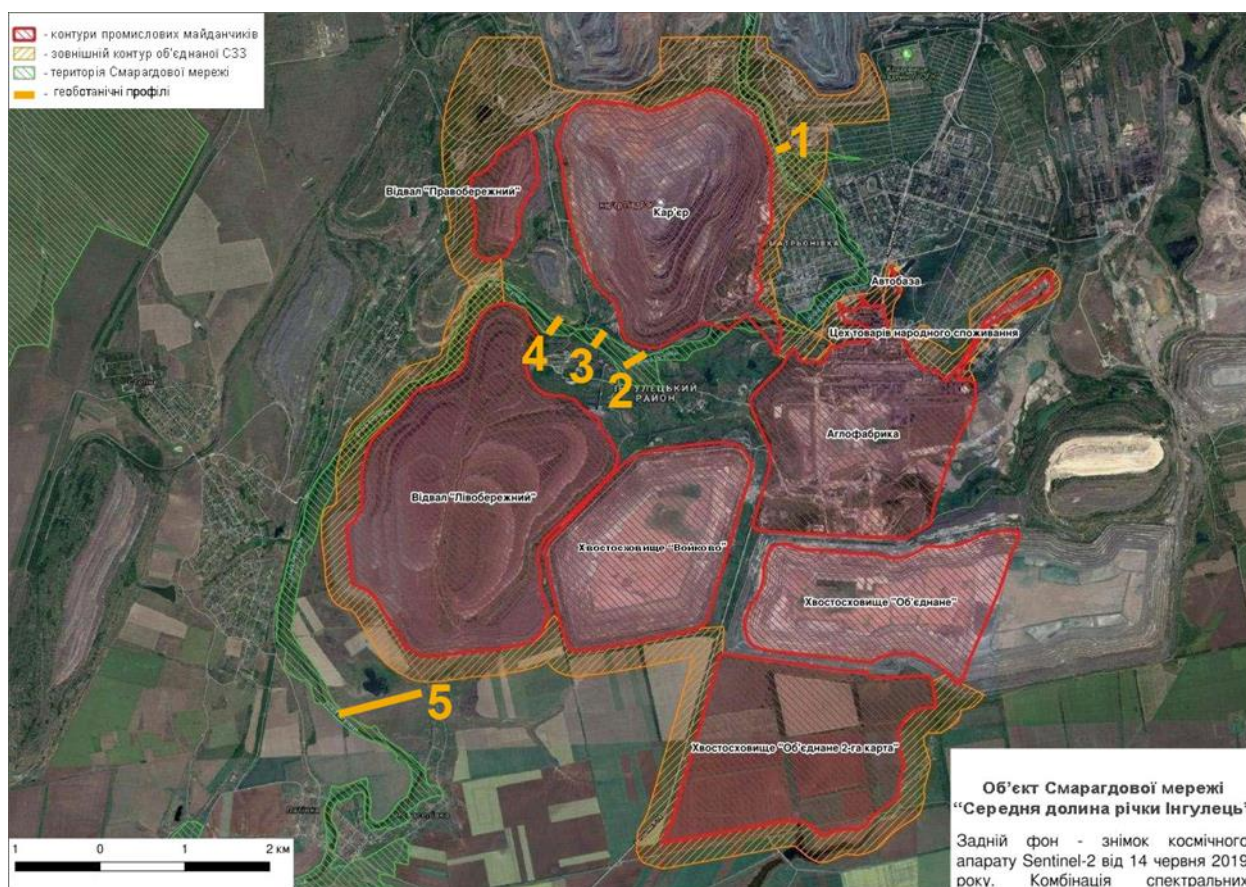 - контури промислових майданчиків
- зовнішній контур об'єднаної СЗЗ
- територія Смарагдової мережі
- геоботанічні профілі
1
Відвал "Правобережний"
Кар'єр
МАТРЬОНІВКА
Автобаза
Цех товарів народного споживання
4
3
2
УЛЕЦЬКИЙ
РАЙОН
Аглофабрика
Відвал "Лівобережний"
Хвостосховище "Войково"
Хвостосховище "Об'єднане"
5
Хвостосховище "Об'єднане 2-га карта"
Об’єкт Смарагдової мережі
“Середня долина річки Інгулець”
Задній фон - знімок космічного
апарату Sentinel-2 від 14 червня 2019
року. Комбінація спектральних
1 0 1 2 км